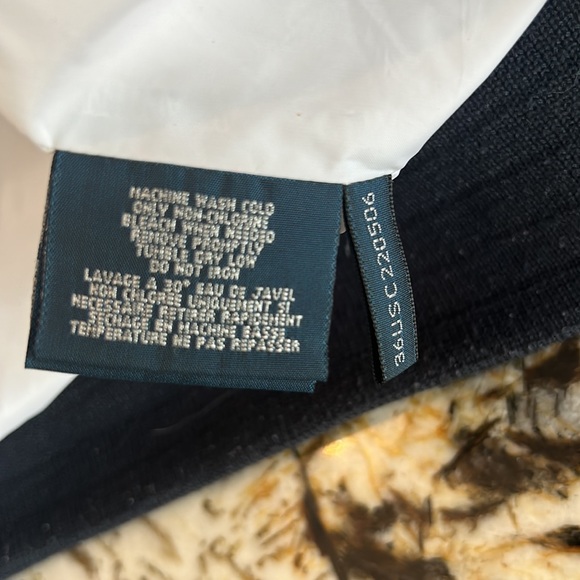 MACHINE WASH COLD
ONLY NON-CHLORINE
BLEACH WHEN NEEDED
REMOVE PROMPTLY
TUMBLE DRY LOW
DO NOT IRON
LAVAGE A 30° EAU DE JAVEL
NON CHLOREE UNIQUEMENT SI
NECESSAIRE RETIRER RAPIDEMENT
SECHAGE EN MACHINE BASSE
TEMPERATURE NE PAS REPASSER
36USC220506